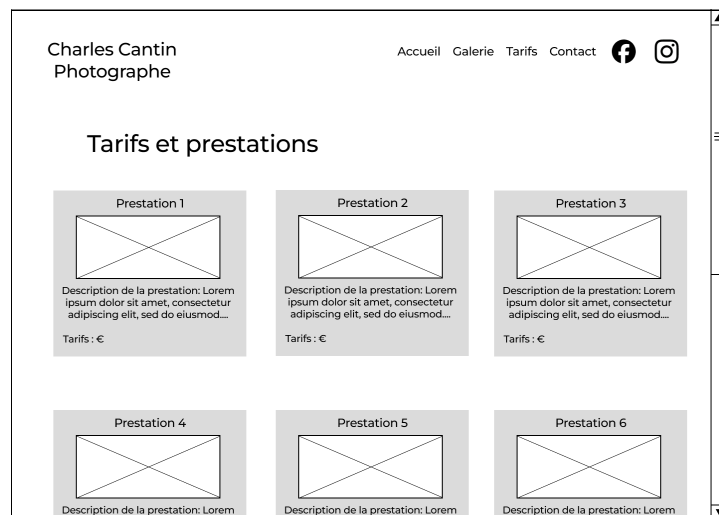 Charles Cantin
Photographe
Accueil Galerie Tarifs Contact
Tarifs et prestations
Prestation 1
Description de la prestation: Lorem
ipsum dolor sit amet, consectetur
adipiscing elit, sed do eiusmod....
Tarifs : €
Prestation 2
Description de la prestation: Lorem
ipsum dolor sit amet, consectetur
adipiscing elit, sed do eiusmod....
Tarifs : €
Prestation 3
Description de la prestation: Lorem
ipsum dolor sit amet, consectetur
adipiscing elit, sed do eiusmod....
Tarifs : €
Prestation 4
Description de la prestation: Lorem
Prestation 5
Description de la prestation: Lorem
Prestation 6
Description de la prestation: Lorem